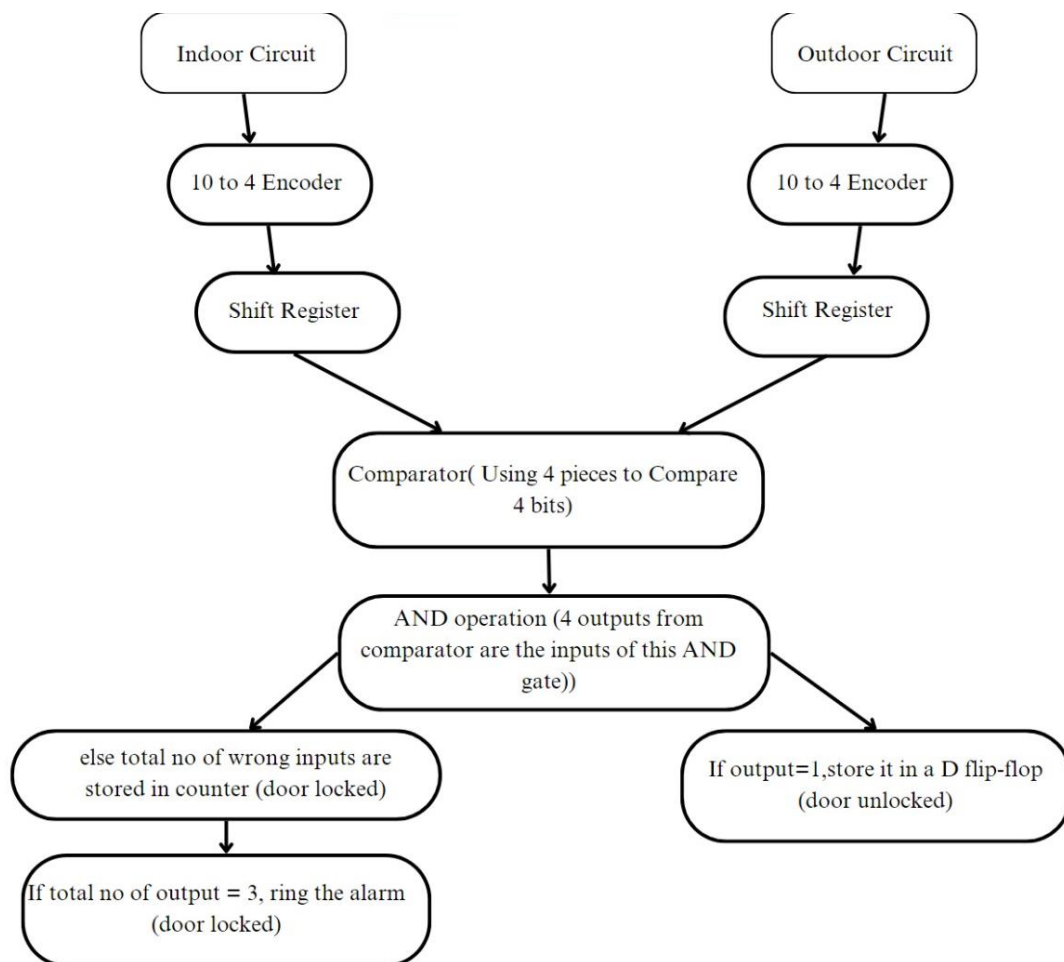 Indoor Circuit
Outdoor Circuit
10 to 4 Encoder
10 to 4 Encoder
Shift Register
Shift Register
Comparator( Using 4 pieces to Compare
4 bits)
AND operation (4 outputs from
comparator are the inputs of this AND
gate))
else total no of wrong inputs are
stored in counter (door locked)
If output=1,store it in a D flip-flop
(door unlocked)
If total no of output = 3, ring the alarm
(door locked)